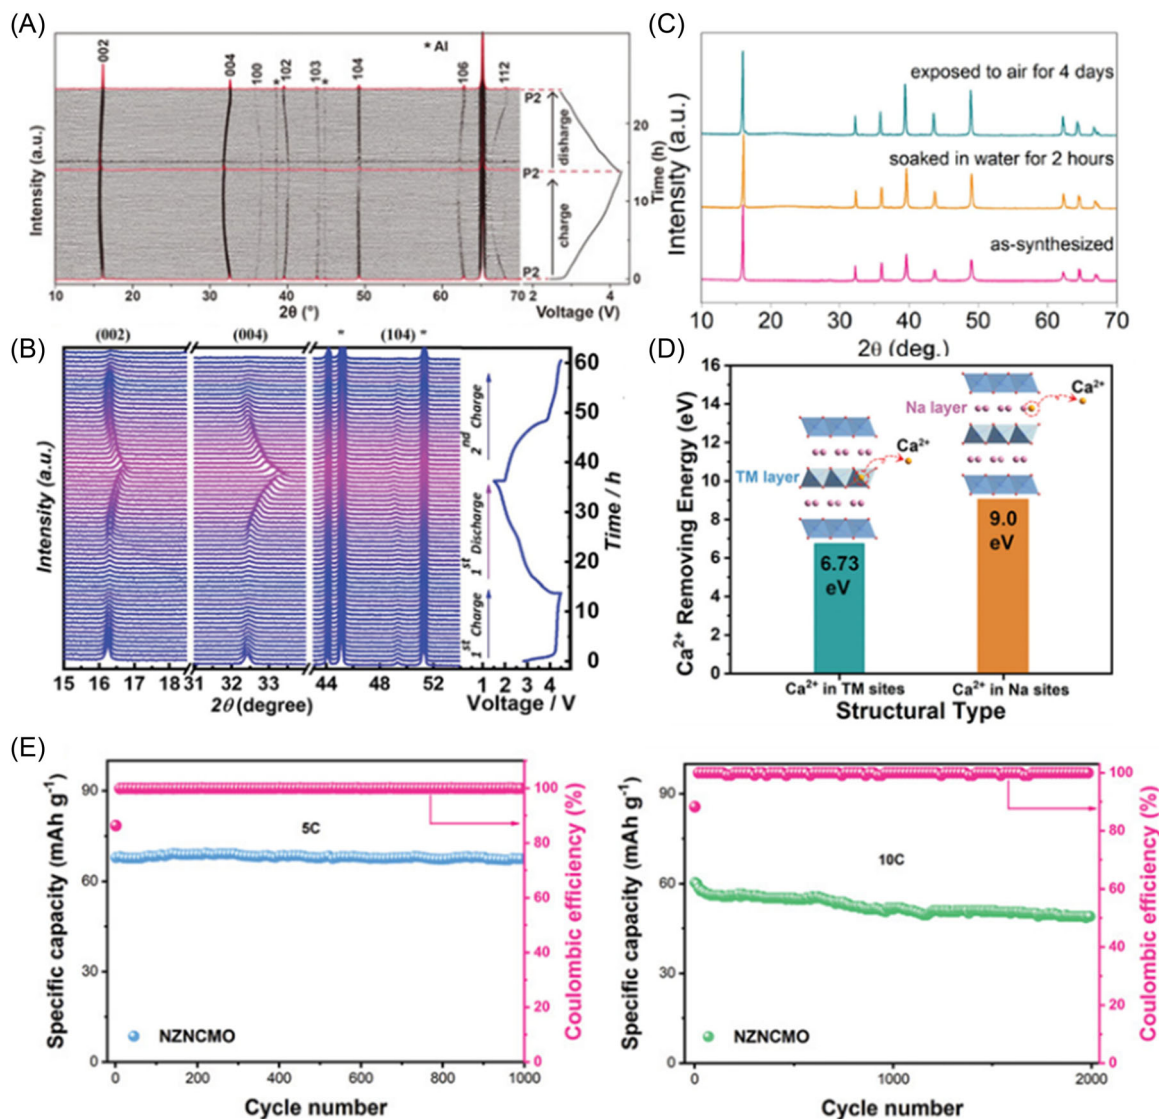 (A)
Intensity (a.u.)
002
004
100
*
102
103
*
104
* Al
106
112
P2
P2
P2
disharge
charge
20
10
0
Time (h)
10 20 30 40 50 60 70 2 4
2θ (°) Voltage (V)
(C)
Intensity (a.u.)
exposed to air for 4 days
soaked in water for 2 hours
as-synthesized
10 20 30 40 50 60 70
2θ (deg.)
(B)
(002) (004) * (104) *
Intensity (a.u.)
1st Charge
1st Discharge
2nd Charge
60
50
40
30
20
10
0
Time / h
15 16 17 18 31 32 33 44 48 52 1 2 3 4
2θ (degree) Voltage / V
(D)
Ca2+ Removing Energy (eV)
16
14
12
10
8
6
4
2
0
Na layer
Ca2+
TM layer
Ca2+
6.73
eV
9.0
eV
Ca2+ in TM sites Ca2+ in Na sites
Structural Type
(E)
Specific capacity (mAh g-1)
90
60
30
0
5C
NZNCMO
100
80
60
40
20
0
Coulombic efficiency (%)
0 200 400 600 800 1000
Cycle number
Specific capacity (mAh g-1)
90
60
30
0
10C
NZNCMO
100
80
60
40
20
0
Coulombic efficiency (%)
0 1000 2000
Cycle number